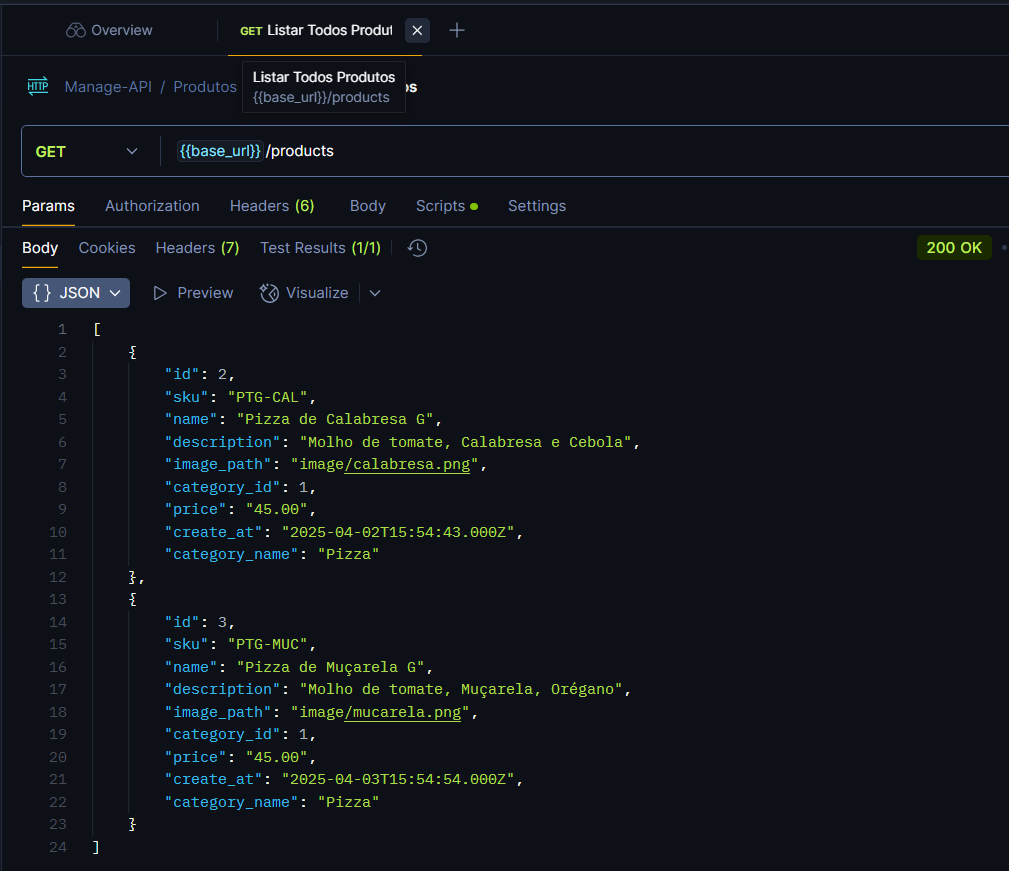 Overview
GET Listar Todos Produt
HTTP Manage-API / Produtos os
Listar Todos Produtos
{{base_url}}/products
GET {{base_url}}/products
Params Authorization Headers (6) Body Scripts Settings
Body Cookies Headers (7) Test Results (1/1) 200 OK
{} JSON Preview Visualize
1 [
2 {
3 "id": 2,
4 "sku": "PTG-CAL",
5 "name": "Pizza de Calabresa G",
6 "description": "Molho de tomate, Calabresa e Cebola",
7 "image_path": "image/calabresa.png",
8 "category_id": 1,
9 "price": "45.00",
10 "create_at": "2025-04-02T15:54:43.000Z",
11 "category_name": "Pizza"
12 },
13 {
14 "id": 3,
15 "sku": "PTG-MUC",
16 "name": "Pizza de Muçarela G",
17 "description": "Molho de tomate, Muçarela, Orégano",
18 "image_path": "image/mucarela.png",
19 "category_id": 1,
20 "price": "45.00",
21 "create_at": "2025-04-03T15:54:54.000Z",
22 "category_name": "Pizza"
23 }
24 ]